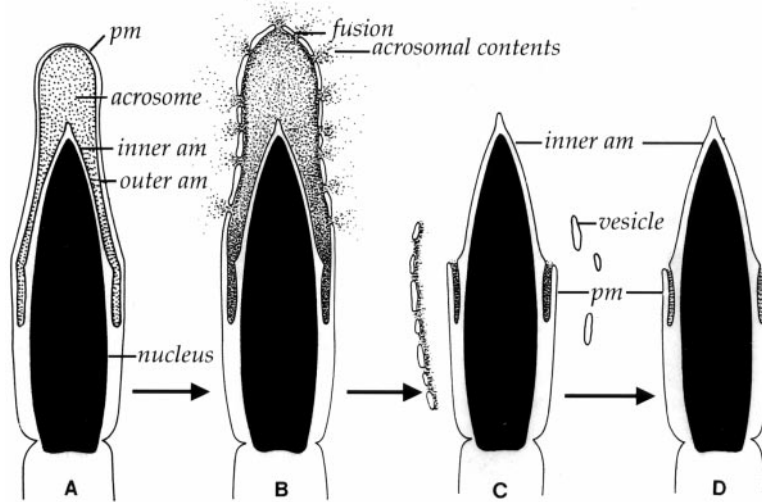 pm
acrosome
inner am
outer am
nucleus
fusion
acrosomal contents
inner am
vesicle
pm
A
B
C
D